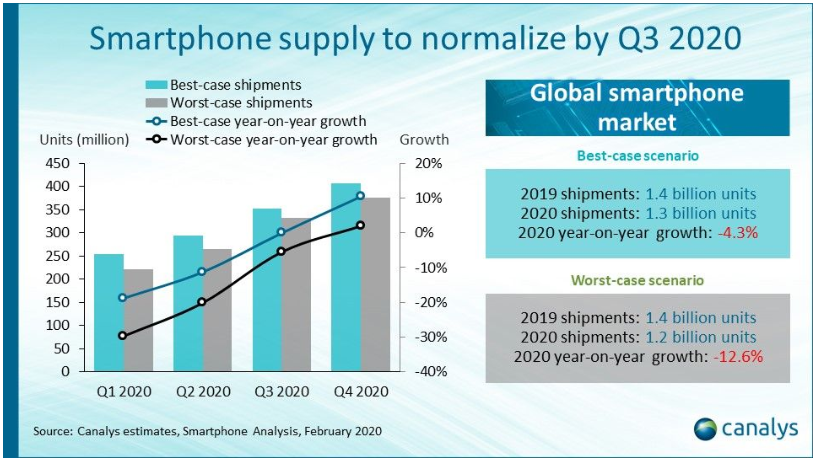 Smartphone supply to normalize by Q3 2020
Best-case shipments
Worst-case shipments
Best-case year-on-year growth
Worst-case year-on-year growth
Units (million)
Growth
450
400
350
300
250
200
150
100
50
0
20%
10%
0%
-10%
-20%
-30%
-40%
Q1 2020
Q2 2020
Q3 2020
Q4 2020
Global smartphone
market
Best-case scenario
2019 shipments: 1.4 billion units
2020 shipments: 1.3 billion units
2020 year-on-year growth: -4.3%
Worst-case scenario
2019 shipments: 1.4 billion units
2020 shipments: 1.2 billion units
2020 year-on-year growth: -12.6%
Source: Canalys estimates, Smartphone Analysis, February 2020
canalys